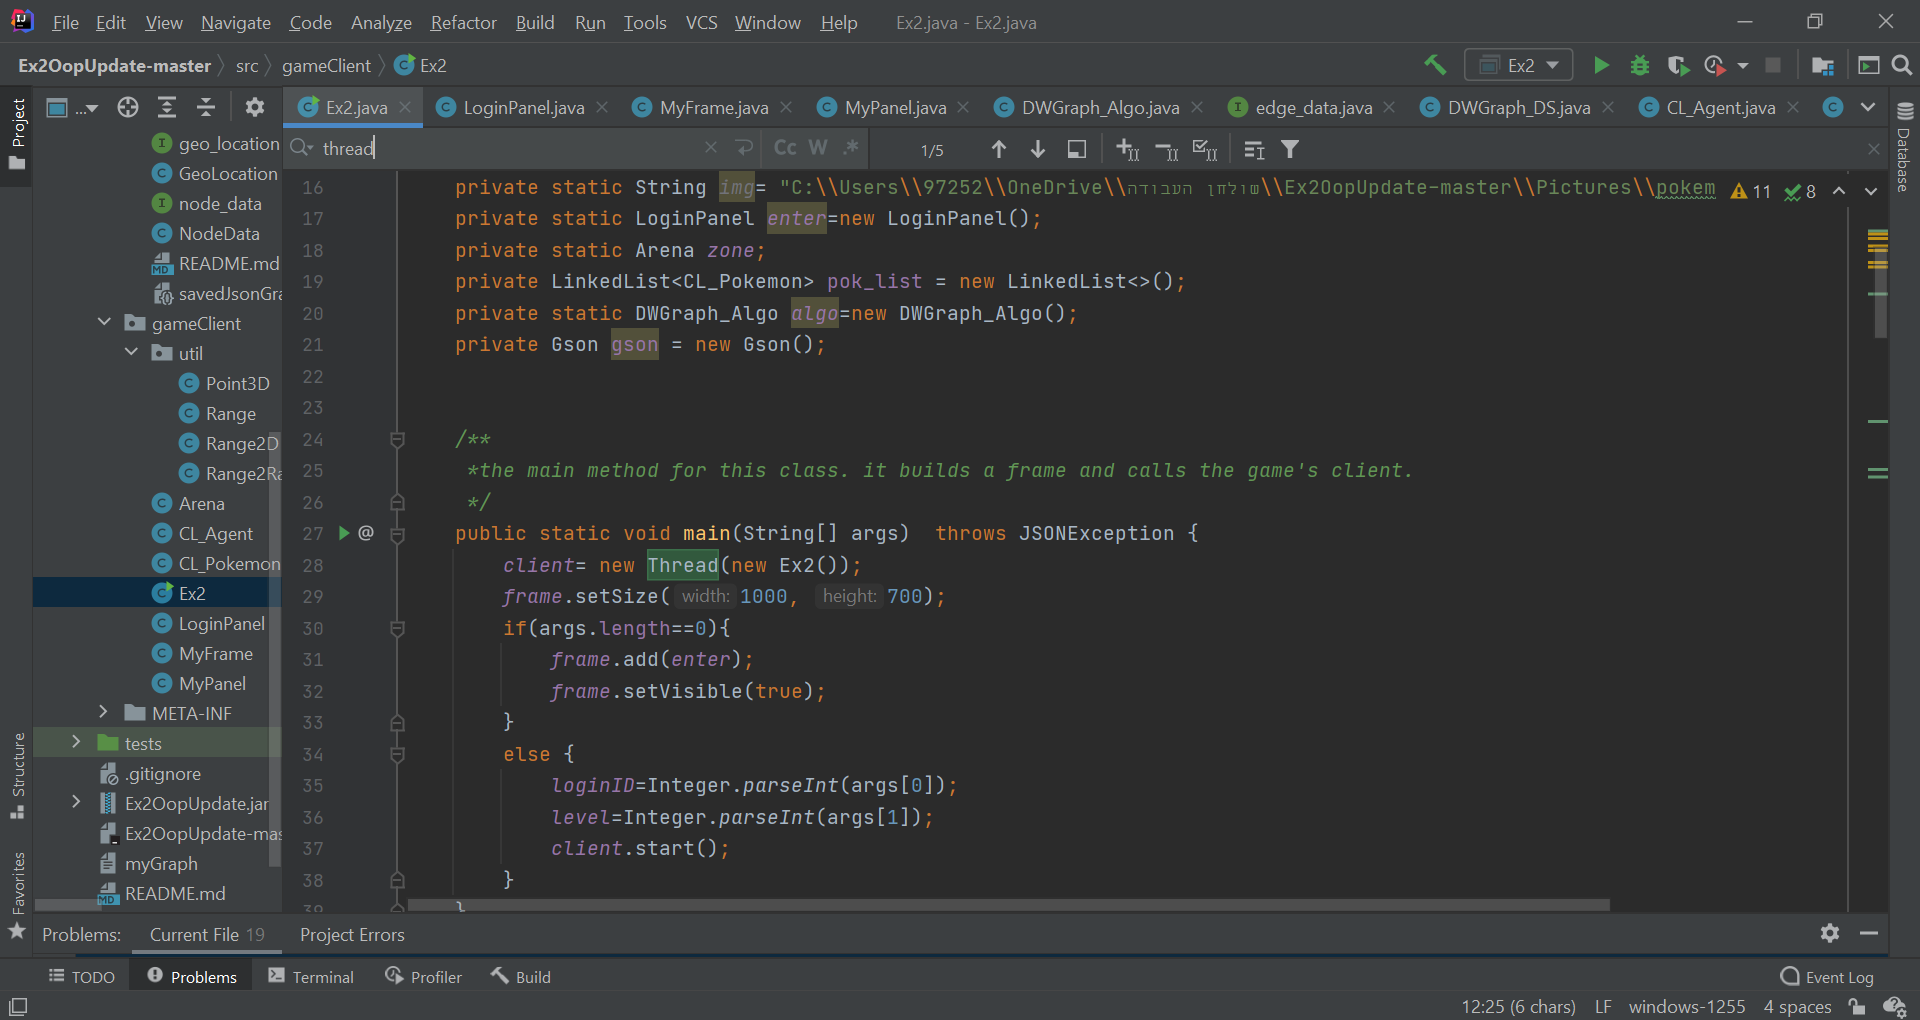 File Edit View Navigate Code Analyze Refactor Build Run Tools VCS Window Help Ex2.java - Ex2.java
Ex2OopUpdate-master src gameClient Ex2
Ex2
Project
...
Ex2.java LoginPanel.java MyFrame.java MyPanel.java DWGraph_Algo.java edge_data.java DWGraph_DS.java CL_Agent.java
thread
Cc W .*
1/5
Database
geo_location
GeoLocation
node_data
NodeData
README.md
savedJsonGra
gameClient
util
Point3D
Range
Range2D
Range2Ra
Arena
CL_Agent
CL_Pokemon
Ex2
LoginPanel
MyFrame
MyPanel
META-INF
tests
.gitignore
Ex2OopUpdate.jar
Ex2OopUpdate-mas
myGraph
README.md
Structure
Favorites
16 private static String img= "C:\\Users\\97252\\OneDrive\\שולחן העבודה\\Ex2OopUpdate-master\\Pictures\\pokem
11 8
17 private static LoginPanel enter=new LoginPanel();
18 private static Arena zone;
19 private LinkedList<CL_Pokemon> pok_list = new LinkedList<>();
20 private static DWGraph_Algo algo=new DWGraph_Algo();
21 private Gson gson = new Gson();
22
23
24 /**
25 *the main method for this class. it builds a frame and calls the game's client.
26 */
27 @ public static void main(String[] args) throws JSONException {
28 client= new Thread(new Ex2());
29 frame.setSize( width: 1000, height: 700);
30 if(args.length==0){
31 frame.add(enter);
32 frame.setVisible(true);
33 }
34 else {
35 loginID=Integer.parseInt(args[0]);
36 level=Integer.parseInt(args[1]);
37 client.start();
38 }
39 }
Problems: Current File 19 Project Errors
TODO Problems Terminal Profiler Build Event Log
12:25 (6 chars) LF windows-1255 4 spaces